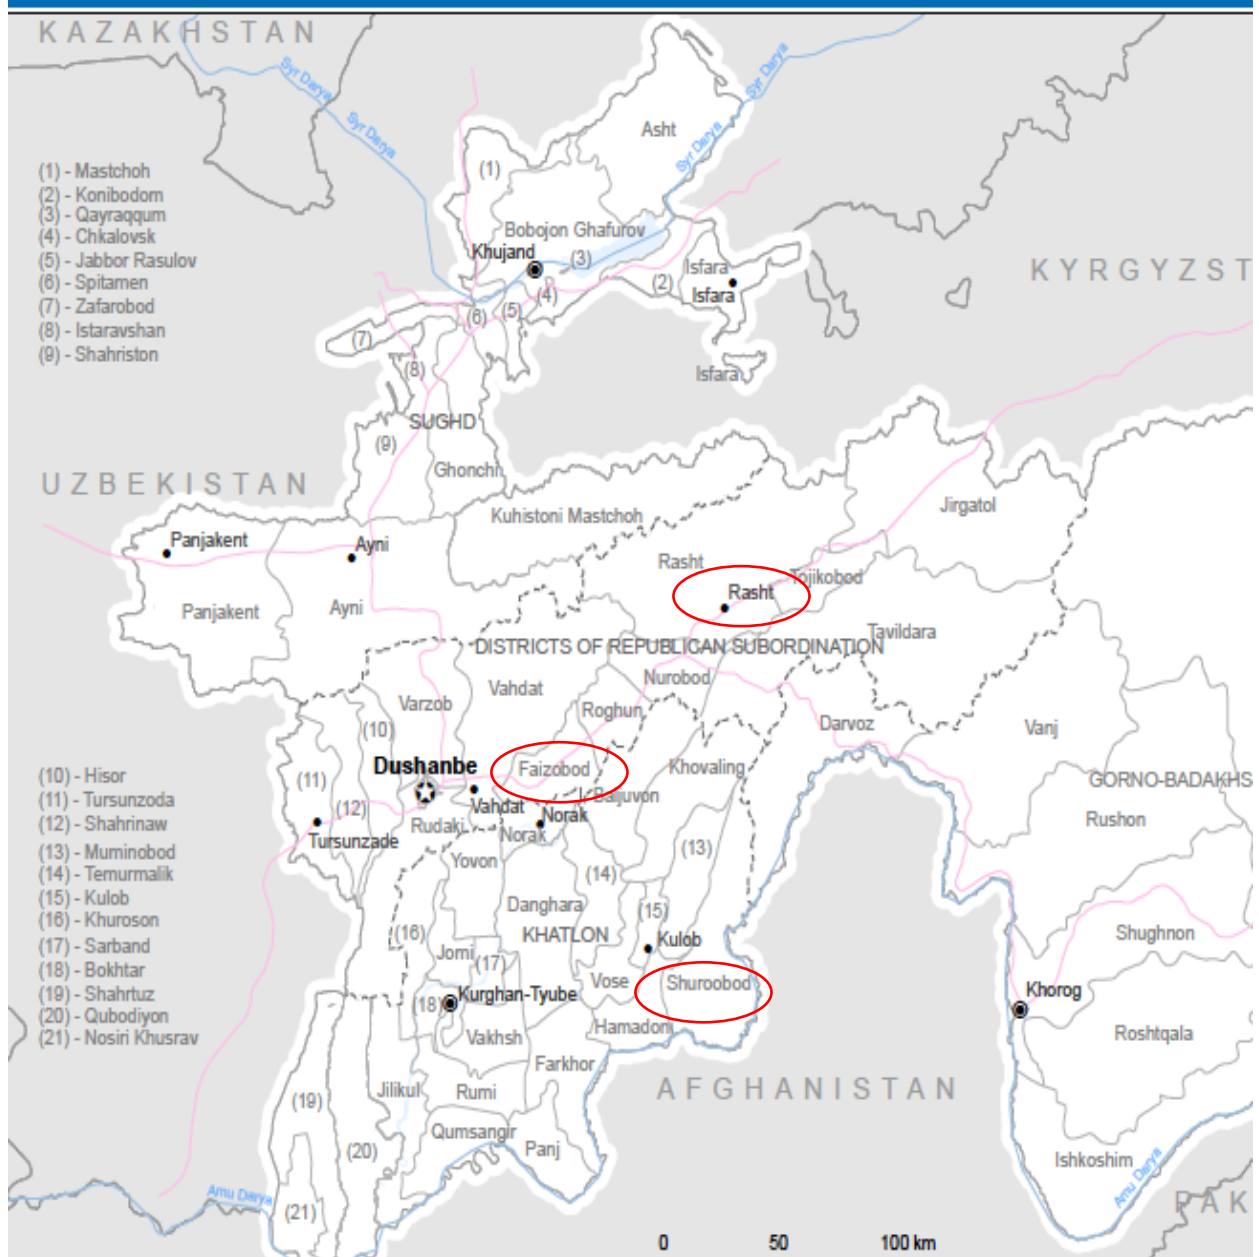 KAZAKHSTAN
Syr Darya
Syr Darya
Syr Darya
Syr Darya
Asht
(1)
(1) - Mastchoh
(2) - Konibodom
(3) - Qayraqqum
(4) - Chkalovsk
(5) - Jabbor Rasulov
(6) - Spitamen
(7) - Zafarobod
(8) - Istaravshan
(9) - Shahriston
Bobojon Ghafurov
Khujand
(3)
Isfara
Isfara
(2)
(4)
(5)
(6)
(7)
(8)
Isfara
KYRGYZST
SUGHD
(9)
Ghonchi
UZBEKISTAN
Kuhistoni Mastchoh
Jirgatol
Panjakent
Ayni
Rasht
Rasht
Tojikobod
Panjakent
Ayni
Tavildara
DISTRICTS OF REPUBLICAN SUBORDINATION
Nurobod
Vahdat
Varzob
Roghun
Darvoz
Vanj
(10)
Dushanbe
Faizobod
Khovaling
(11)
(12)
Vahdat
Baljuvon
Norak
Norak
Rudaki
Tursunzade
GORNO-BADAKHS
Rushon
(10) - Hisor
(11) - Tursunzoda
(12) - Shahrinaw
(13) - Muminobod
(14) - Temurmalik
(15) - Kulob
(16) - Khuroson
(17) - Sarband
(18) - Bokhtar
(19) - Shahrtuz
(20) - Qubodiyon
(21) - Nosiri Khusrav
Yovon
(13)
(14)
Danghara
(15)
(16)
KHATLON
Kulob
Jomi
(17)
Vose
Shuroobod
Shughnon
(18)
Kurghan-Tyube
Khorog
Hamadoni
Vakhsh
Roshtqala
Farkhor
Jilikul
Rumi
AFGHANISTAN
(19)
Qumsangir
Panj
(20)
Ishkoshim
Amu Darya
Amu Darya
(21)
PAK
0 50 100 km